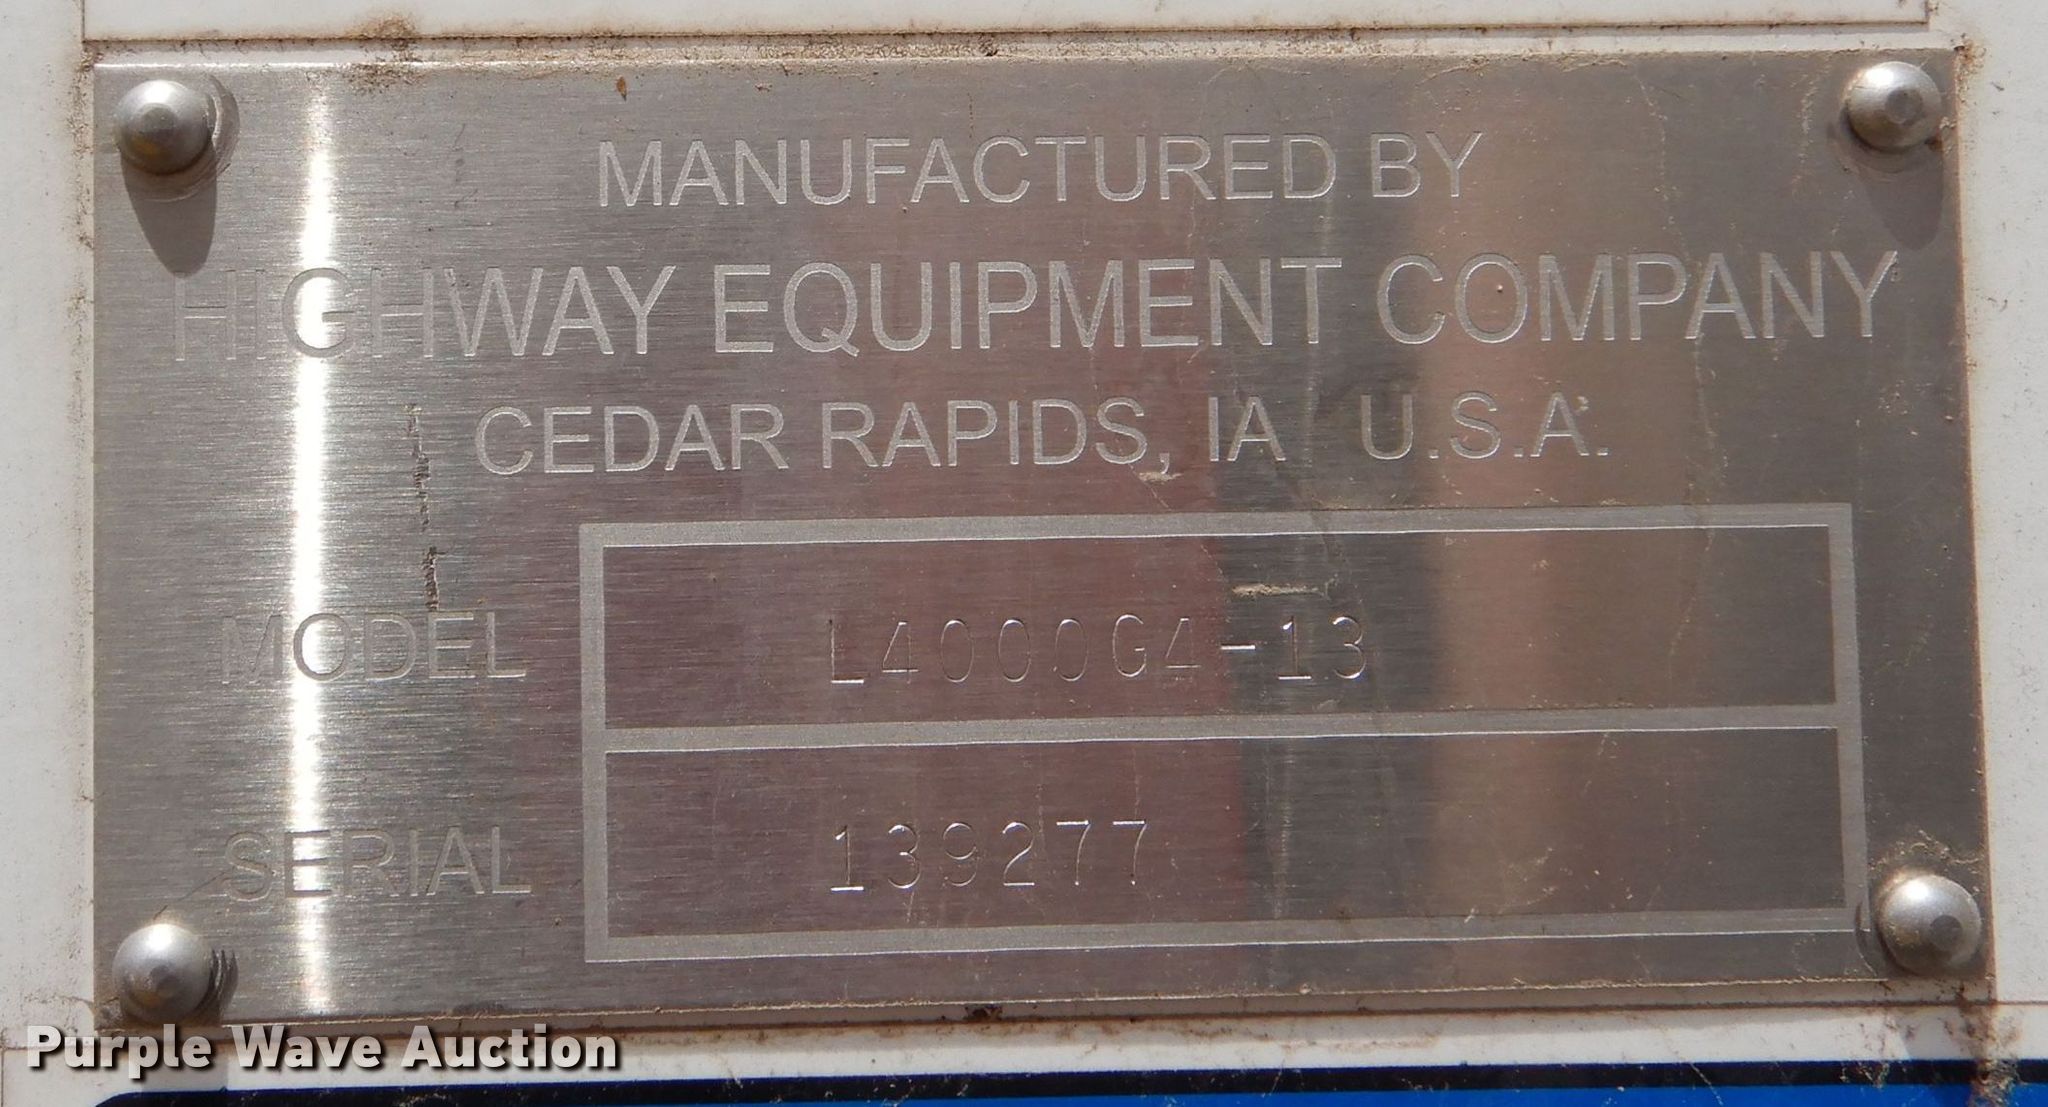 MANUFACTURED BY
HIGHWAY EQUIPMENT COMPANY
CEDAR RAPIDS, IA U.S.A.
MODEL L4000G4-13
SERIAL 139277
Purple Wave Auction